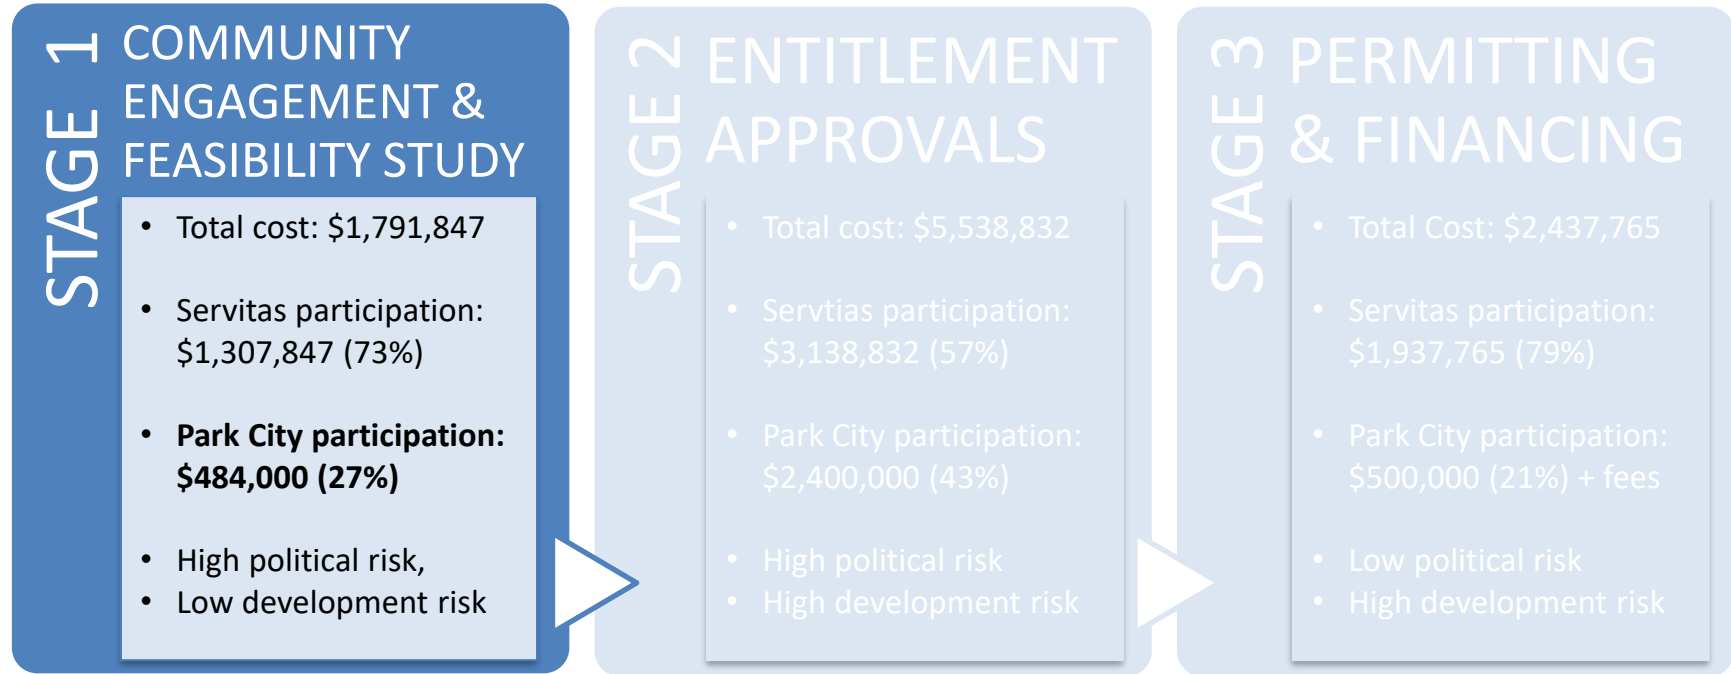 STAGE 1
COMMUNITY
ENGAGEMENT &
FEASIBILITY STUDY
• Total cost: $1,791,847
• Servitas participation:
$1,307,847 (73%)
• Park City participation:
$484,000 (27%)
• High political risk,
• Low development risk
STAGE 2
ENTITLEMENT
APPROVALS
• Total cost: $5,538,832
• Servtias participation:
$3,138,832 (57%)
• Park City participation:
$2,400,000 (43%)
• High political risk
• High development risk
STAGE 3
PERMITTING
& FINANCING
• Total Cost: $2,437,765
• Servitas participation:
$1,937,765 (79%)
• Park City participation:
$500,000 (21%) + fees
• Low political risk
• High development risk